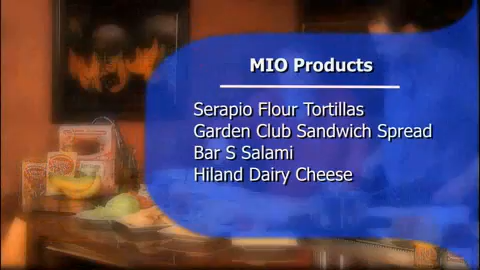 MIO Products
Serapio Flour Tortillas
Garden Club Sandwich Spread
Bar S Salami
Hiland Dairy Cheese